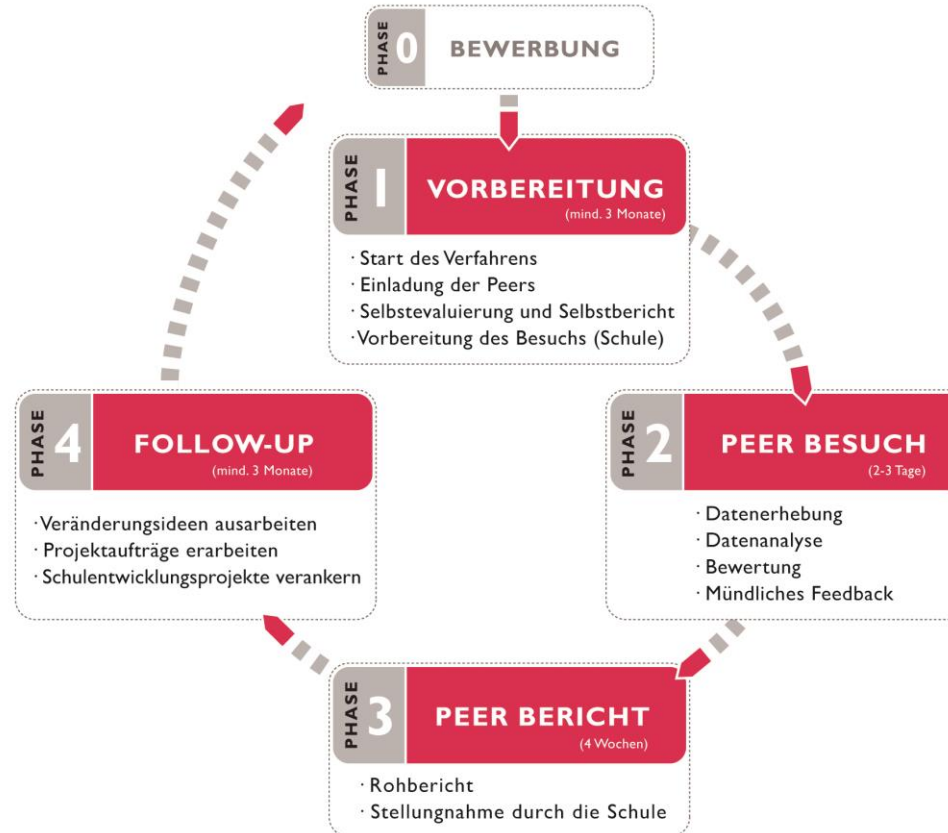 PHASE 0 BEWERBUNG
PHASE 1 VORBEREITUNG
(mind. 3 Monate)
· Start des Verfahrens
· Einladung der Peers
· Selbstevaluierung und Selbstbericht
· Vorbereitung des Besuchs (Schule)
PHASE 2 PEER BESUCH
(2-3 Tage)
· Datenerhebung
· Datenanalyse
· Bewertung
· Mündliches Feedback
PHASE 3 PEER BERICHT
(4 Wochen)
· Rohbericht
· Stellungnahme durch die Schule
PHASE 4 FOLLOW-UP
(mind. 3 Monate)
· Veränderungsideen ausarbeiten
· Projektaufträge erarbeiten
· Schulentwicklungsprojekte verankern